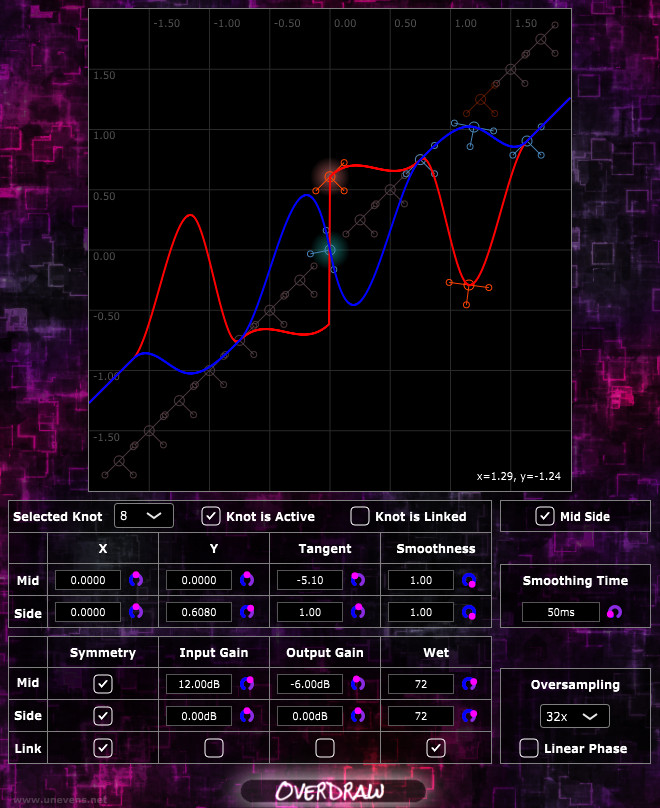 -1.50 -1.00 -0.50 0.00 0.50 1.00 1.50
1.50
1.00
0.50
0.00
-0.50
-1.00
-1.50
x=1.29, y=-1.24
Selected Knot 8 Knot is Active Knot is Linked Mid Side
X Y Tangent Smoothness
Mid 0.0000 0.0000 -5.10 1.00 Smoothing Time
Side 0.0000 0.6080 1.00 1.00 50ms
Symmetry Input Gain Output Gain Wet
Mid 12.00dB -6.00dB 72 Oversampling
Side 0.00dB 0.00dB 72 32x
Link Linear Phase
OVERDRAW
www.unevens.net